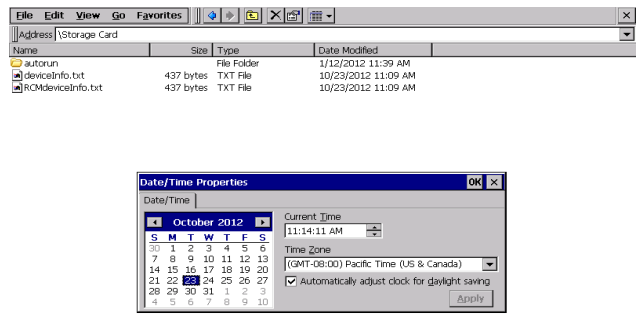 File Edit View Go Favorites
Address \Storage Card
Name Size Type Date Modified
autorun File Folder 1/12/2012 11:39 AM
deviceInfo.txt 437 bytes TXT File 10/23/2012 11:09 AM
RCMdeviceInfo.txt 437 bytes TXT File 10/23/2012 11:09 AM
Date/Time Properties OK
Date/Time
October 2012
S M T W T F S
30 1 2 3 4 5 6
7 8 9 10 11 12 13
14 15 16 17 18 19 20
21 22 23 24 25 26 27
28 29 30 31 1 2 3
4 5 6 7 8 9 10
Current Time
11:14:11 AM
Time Zone
(GMT-08:00) Pacific Time (US & Canada)
Automatically adjust clock for daylight saving
Apply